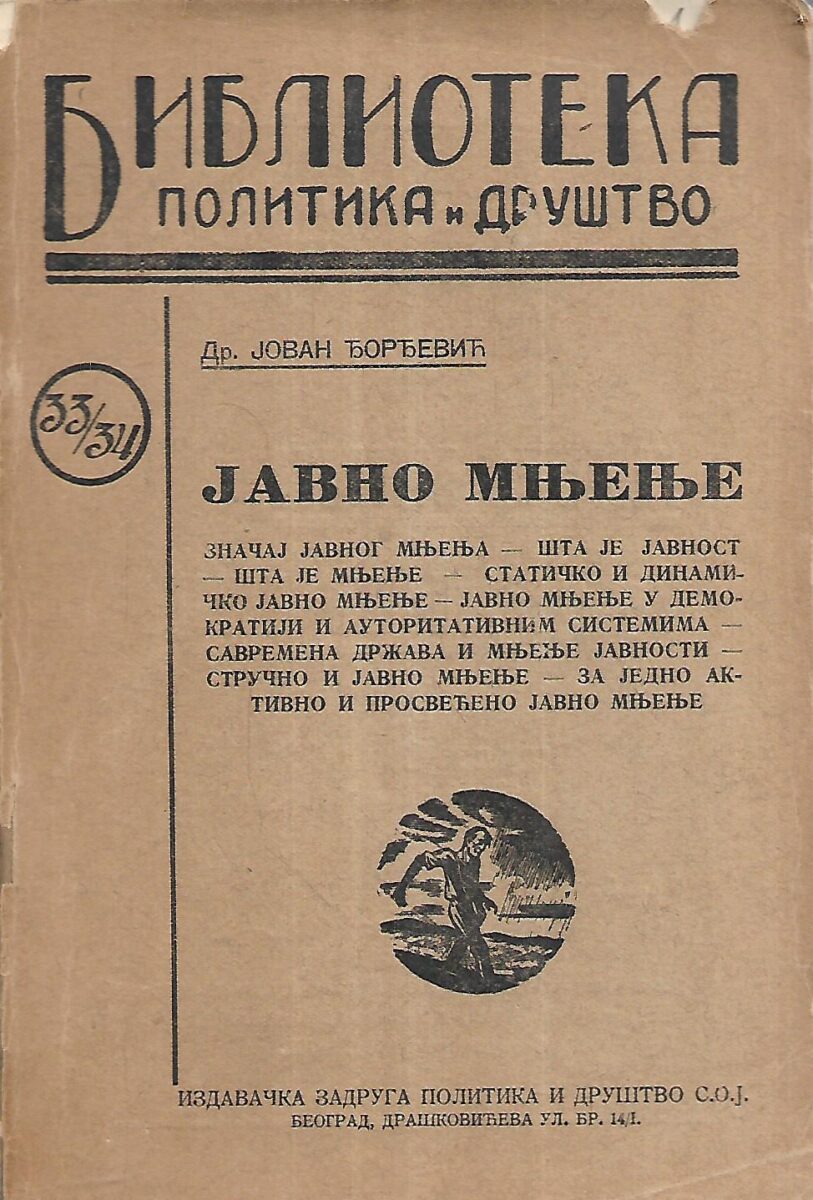 БИБЛИОТЕКА
ПОЛИТИКА и ДРУШТВО
Др. ЈОВАН ЂОРЂЕВИЋ
33/34
ЈАВНО МЊЕЊЕ
ЗНАЧАЈ ЈАВНОГ МЊЕЊА — ШТА ЈЕ ЈАВНОСТ
— ШТА ЈЕ МЊЕЊЕ — СТАТИЧКО И ДИНАМИ-
ЧКО ЈАВНО МЊЕЊЕ — ЈАВНО МЊЕЊЕ У ДЕМО-
КРАТИЈИ И АУТОРИТАТИВНИМ СИСТЕМИМА —
САВРЕМЕНА ДРЖАВА И МЊЕЊЕ ЈАВНОСТИ —
СТРУЧНО И ЈАВНО МЊЕЊЕ — ЗА ЈЕДНО АК-
ТИВНО И ПРОСВЕЋЕНО ЈАВНО МЊЕЊЕ
ИЗДАВАЧКА ЗАДРУГА ПОЛИТИКА И ДРУШТВО С.О.Ј.
БЕОГРАД, ДРАШКОВИЋЕВА УЛ. БР. 14/I.